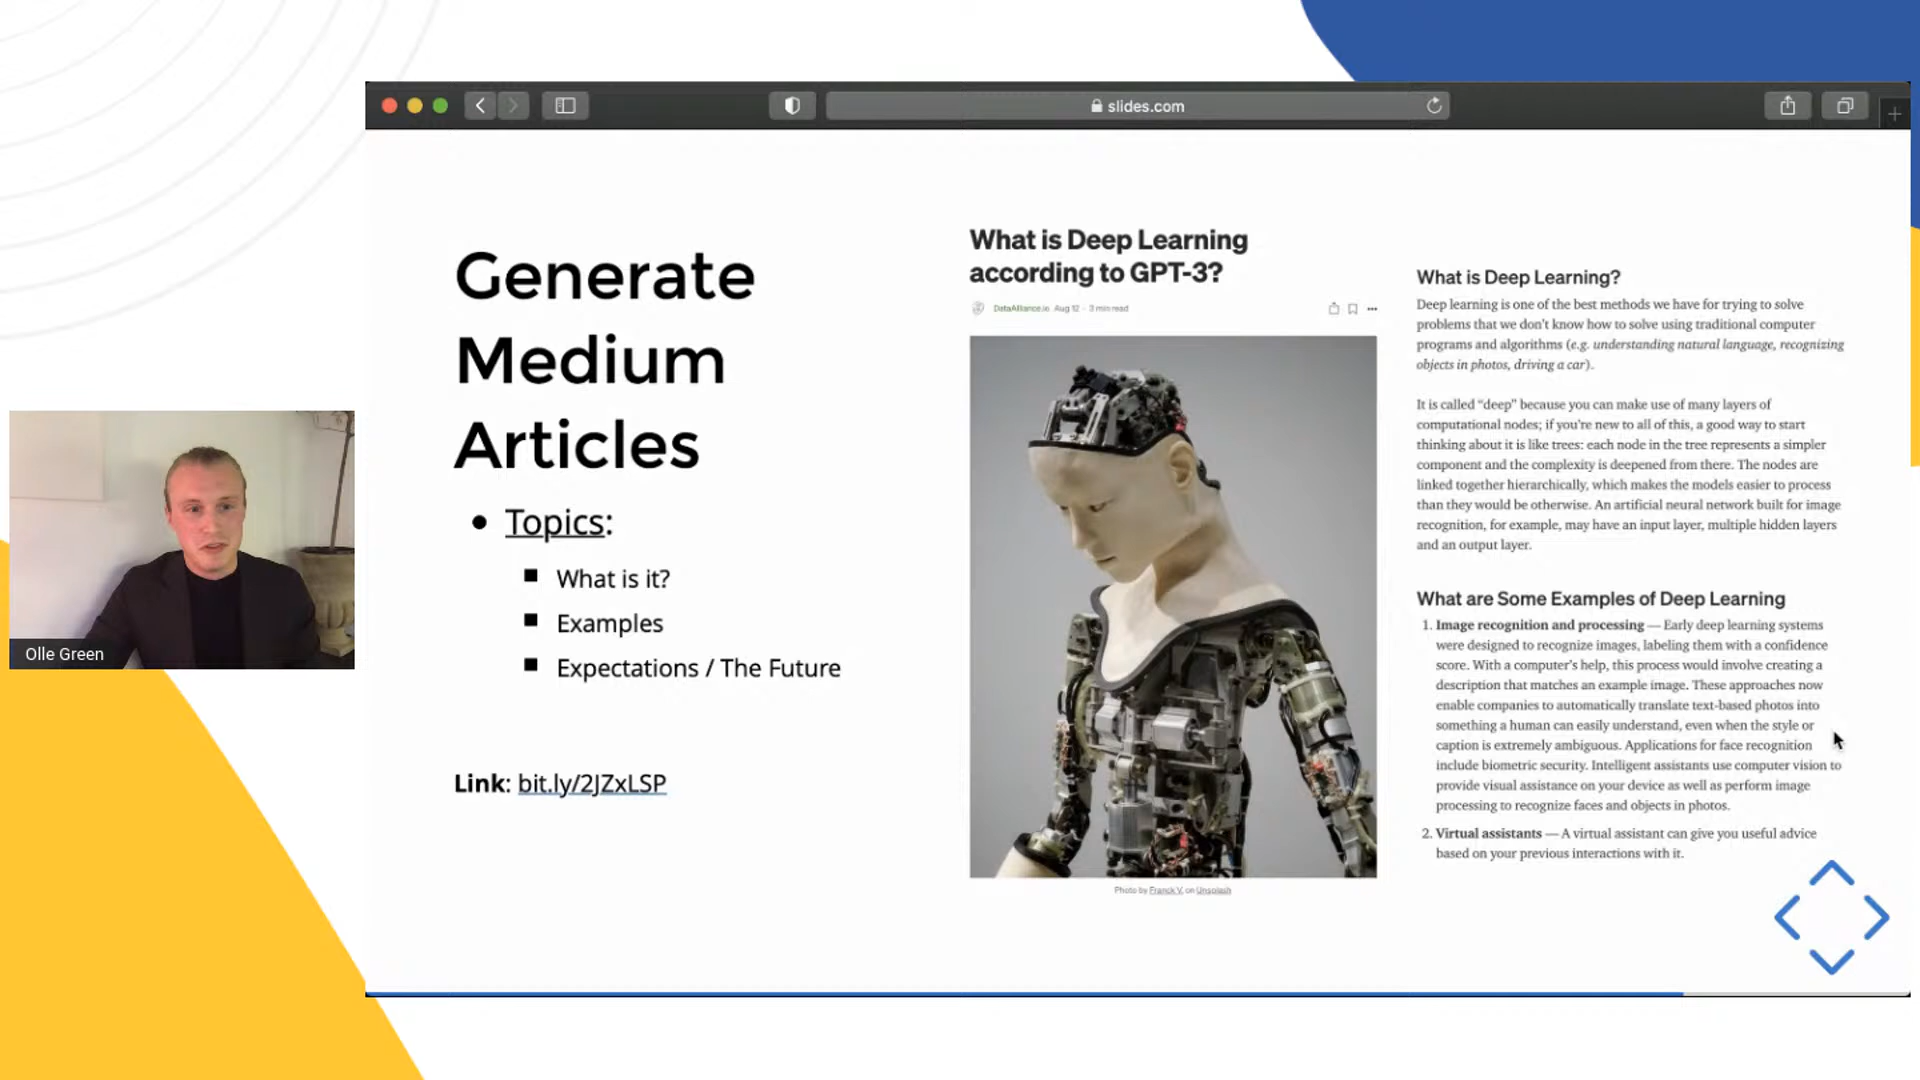 slides.com
Generate
Medium
Articles
Topics:
What is it?
Examples
Expectations / The Future
Link: bit.ly/2JZxLSP
What is Deep Learning
according to GPT-3?
DataAlliance.io Aug 12 · 3 min read
Photo by Franck V. on Unsplash
What is Deep Learning?
Deep learning is one of the best methods we have for trying to solve
problems that we don't know how to solve using traditional computer
programs and algorithms (e.g. understanding natural language, recognizing
objects in photos, driving a car).
It is called “deep” because you can make use of many layers of
computational nodes; if you're new to all of this, a good way to start
thinking about it is like trees: each node in the tree represents a simpler
component and the complexity is deepened from there. The nodes are
linked together hierarchically, which makes the models easier to process
than they would be otherwise. An artificial neural network built for image
recognition, for example, may have an input layer, multiple hidden layers
and an output layer.
What are Some Examples of Deep Learning
1. Image recognition and processing — Early deep learning systems
were designed to recognize images, labeling them with a confidence
score. With a computer's help, this process would involve creating a
description that matches an example image. These approaches now
enable companies to automatically translate text-based photos into
something a human can easily understand, even when the style or
caption is extremely ambiguous. Applications for face recognition
include biometric security. Intelligent assistants use computer vision to
provide visual assistance on your device as well as perform image
processing to recognize faces and objects in photos.
2. Virtual assistants — A virtual assistant can give you useful advice
based on your previous interactions with it.
Olle Green